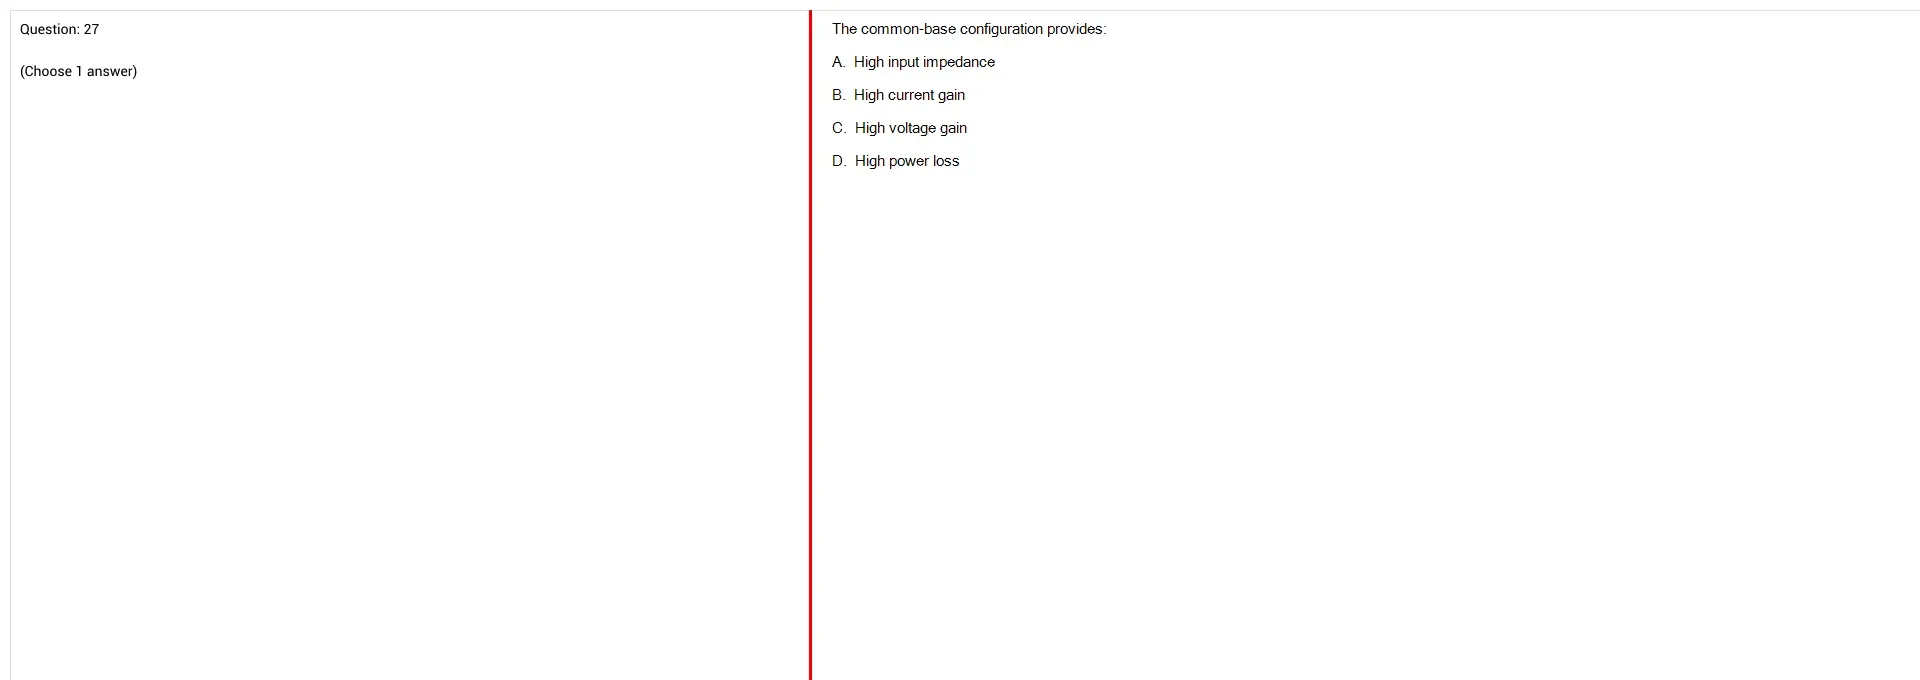 Question: 27
(Choose 1 answer)
The common-base configuration provides:
A. High input impedance
B. High current gain
C. High voltage gain
D. High power loss